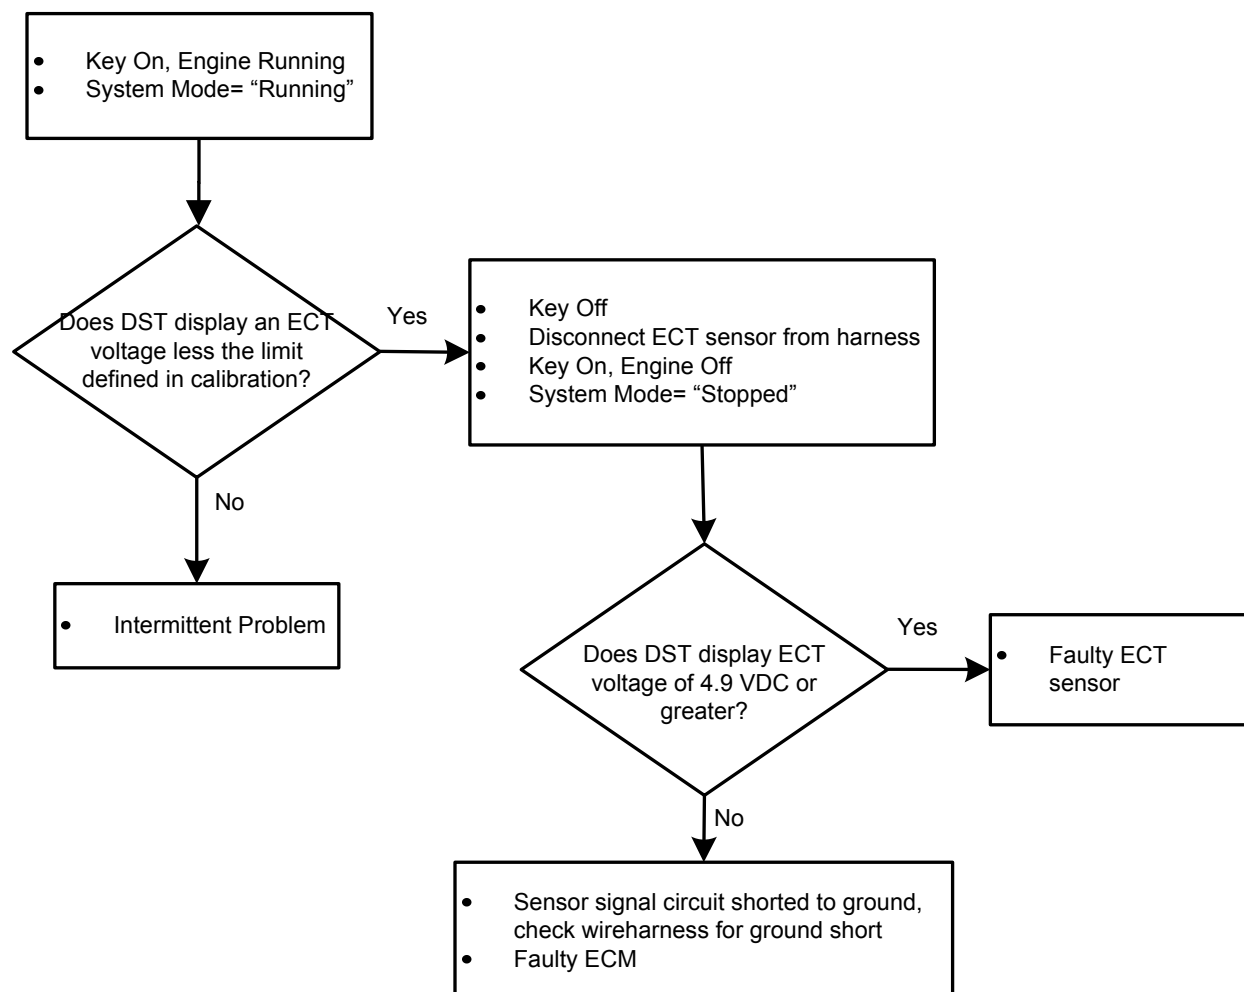 • Key On, Engine Running
• System Mode= “Running”
Does DST display an ECT
voltage less the limit
defined in calibration?
Yes
• Key Off
• Disconnect ECT sensor from harness
• Key On, Engine Off
• System Mode= “Stopped”
No
• Intermittent Problem
Does DST display ECT
voltage of 4.9 VDC or
greater?
Yes
• Faulty ECT
sensor
No
• Sensor signal circuit shorted to ground,
check wireharness for ground short
• Faulty ECM